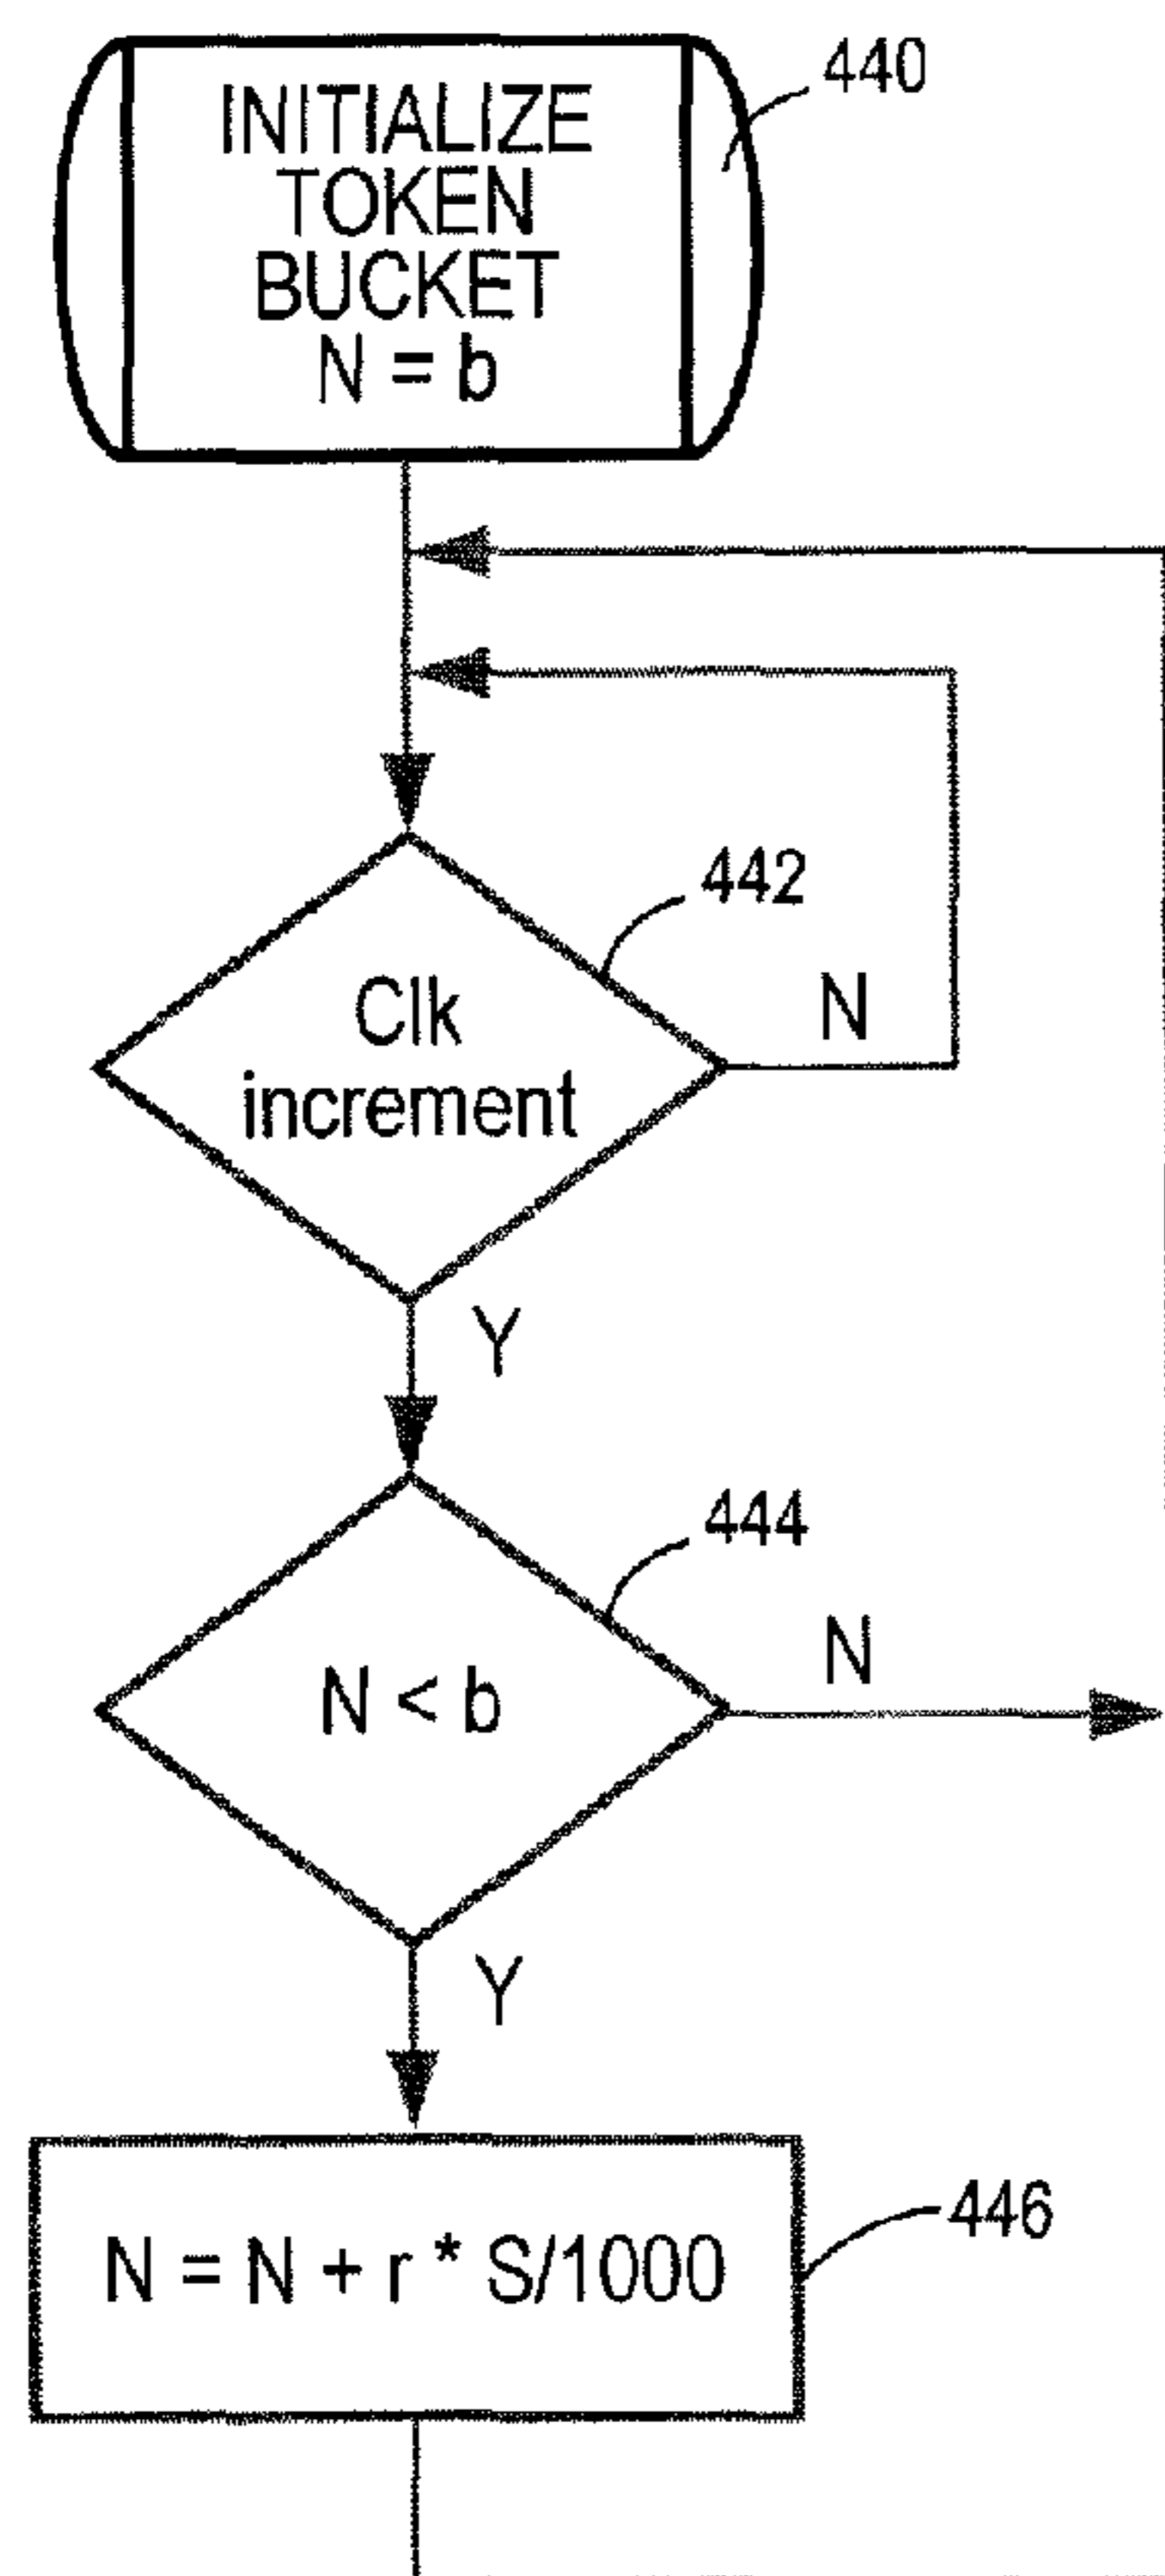 INITIALIZE
TOKEN
BUCKET
N = b
440
442
Clk
increment
N
Y
444
N < b
N
Y
N = N + r * S/1000
446